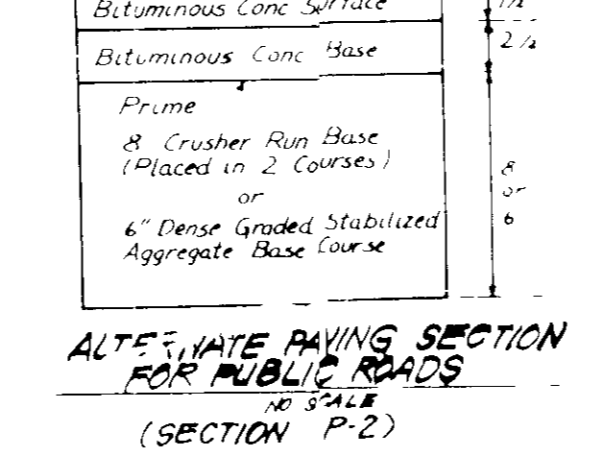 Bituminous Conc Surface
1½
Bituminous Conc Base
2½
Prime
8 Crusher Run Base
(Placed in 2 Courses)
or
6" Dense Graded Stabilized
Aggregate Base Course
8
or
6
ALTERNATE PAVING SECTION
FOR PUBLIC ROADS
NO SCALE
(SECTION P-2)